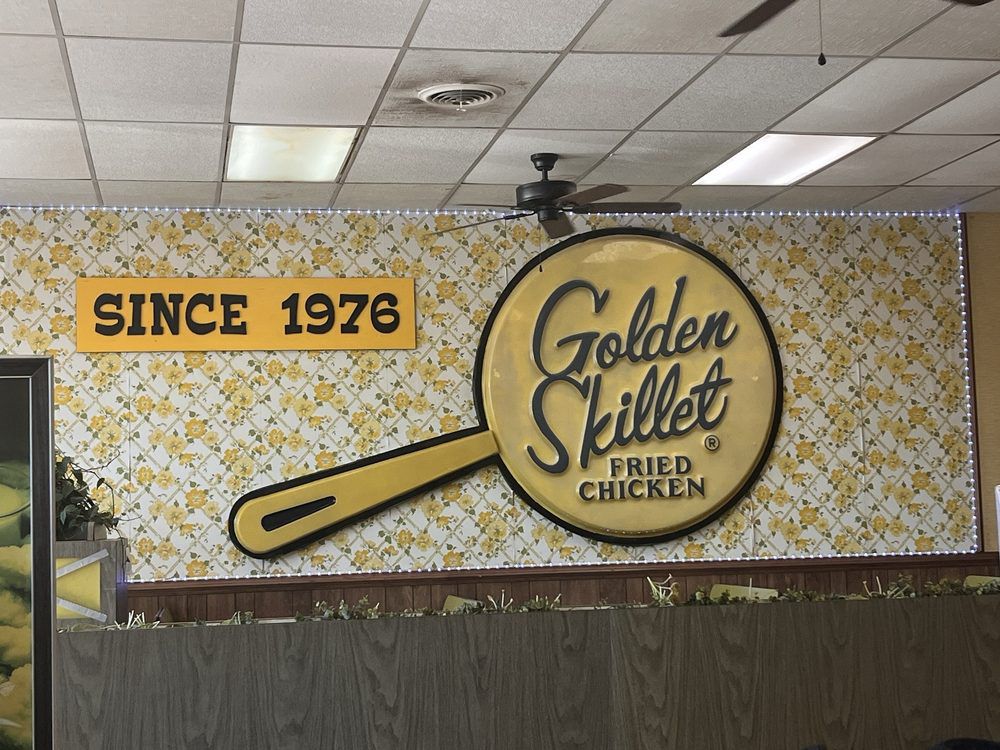 SINCE 1976
Golden
Skillet
®
FRIED
CHICKEN